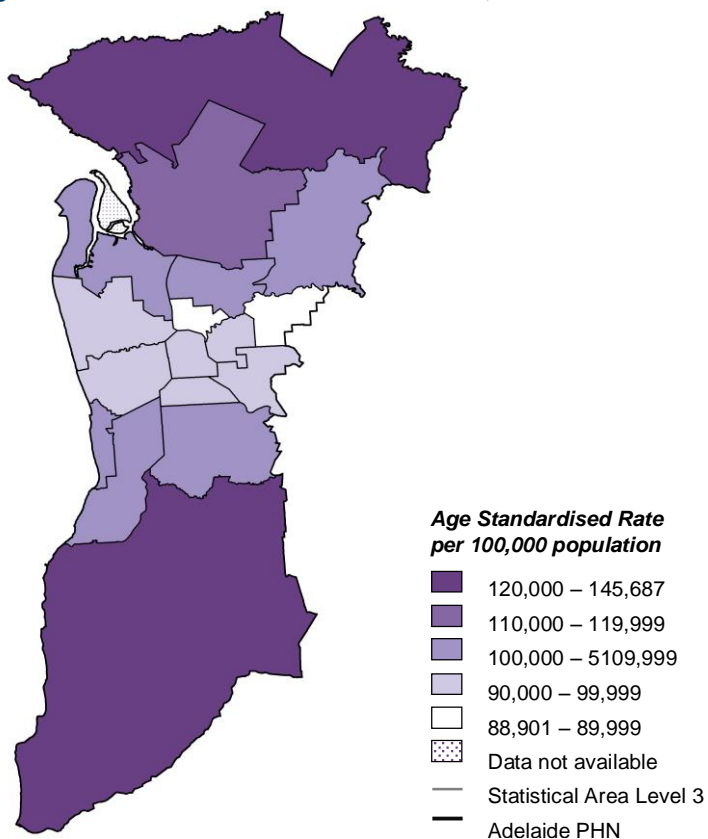 Age Standardised Rate
per 100,000 population
120,000 – 145,687
110,000 – 119,999
100,000 – 5109,999
90,000 – 99,999
88,901 – 89,999
Data not available
Statistical Area Level 3
Adelaide PHN